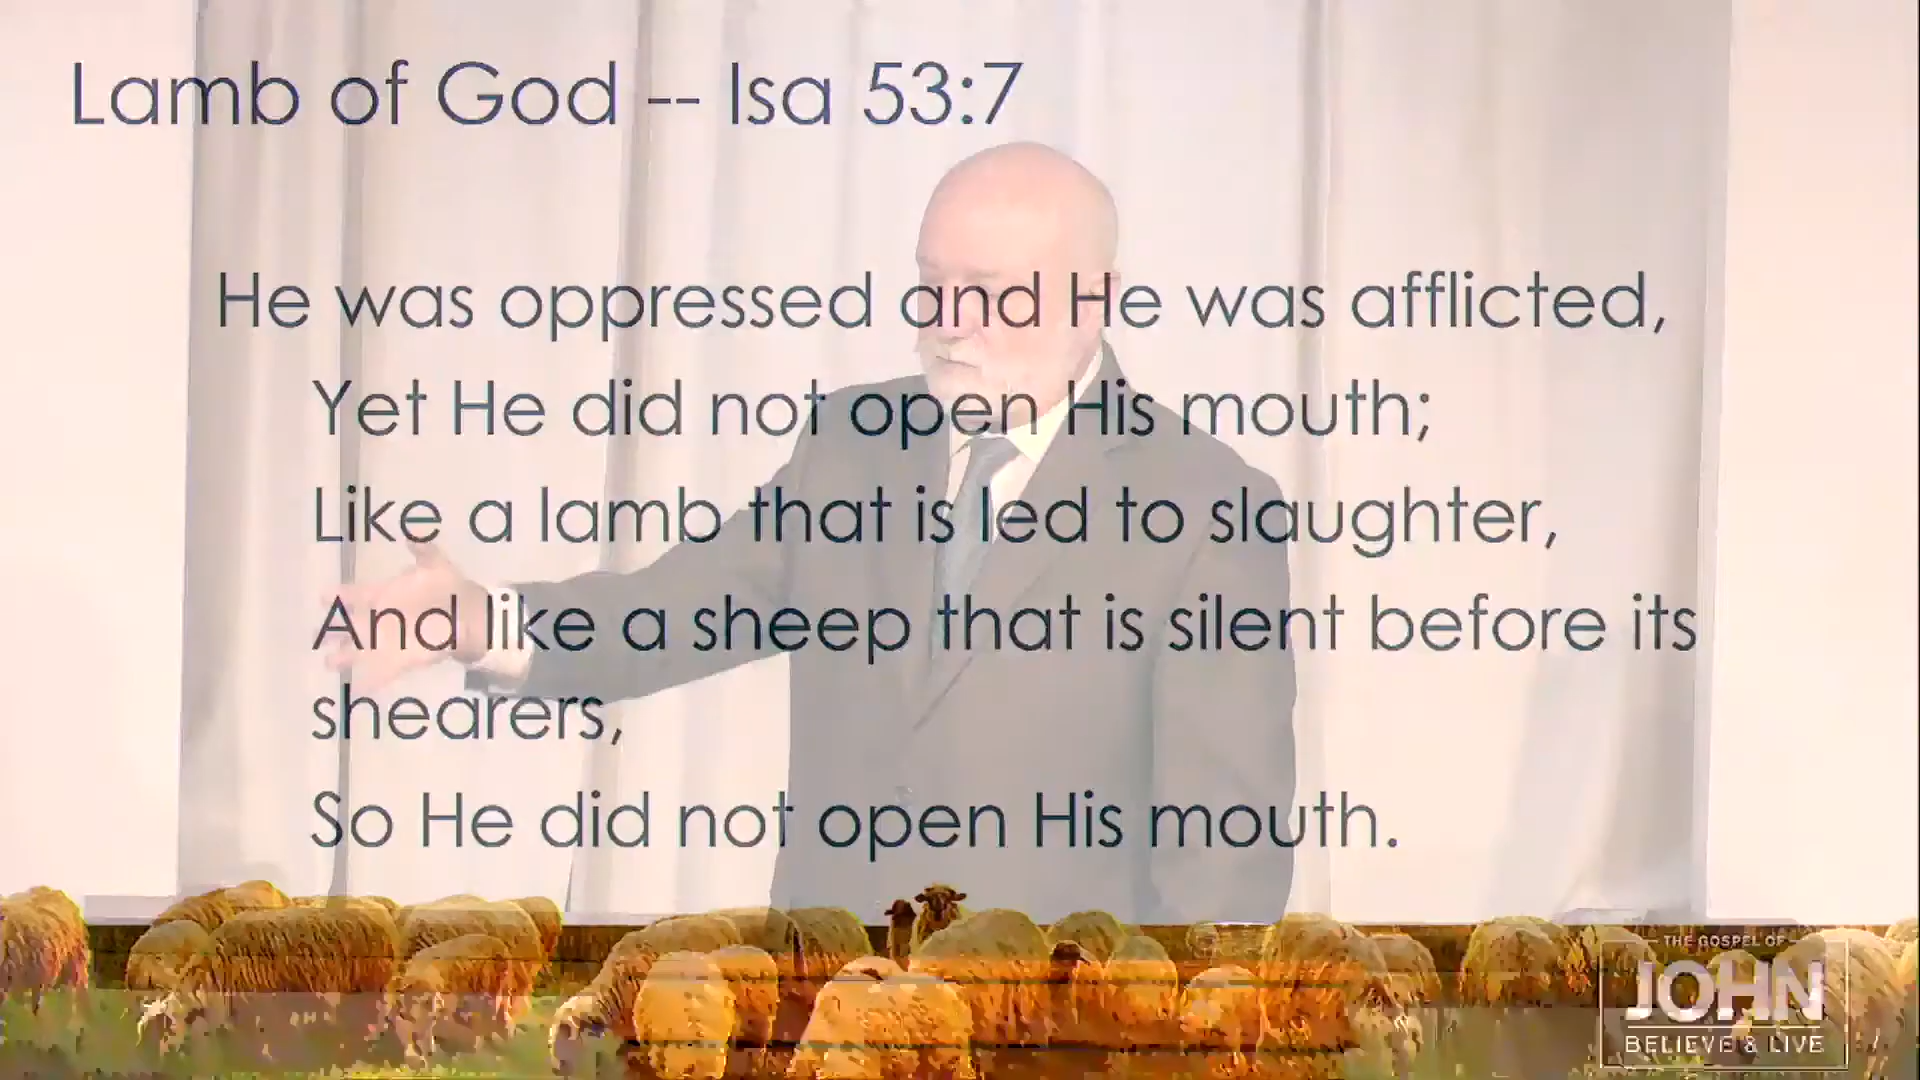 Lamb of God -- Isa 53:7
He was oppressed and He was afflicted,
Yet He did not open His mouth;
Like a lamb that is led to slaughter,
And like a sheep that is silent before its
shearers,
So He did not open His mouth.
THE GOSPEL OF
JOHN
BELIEVE & LIVE